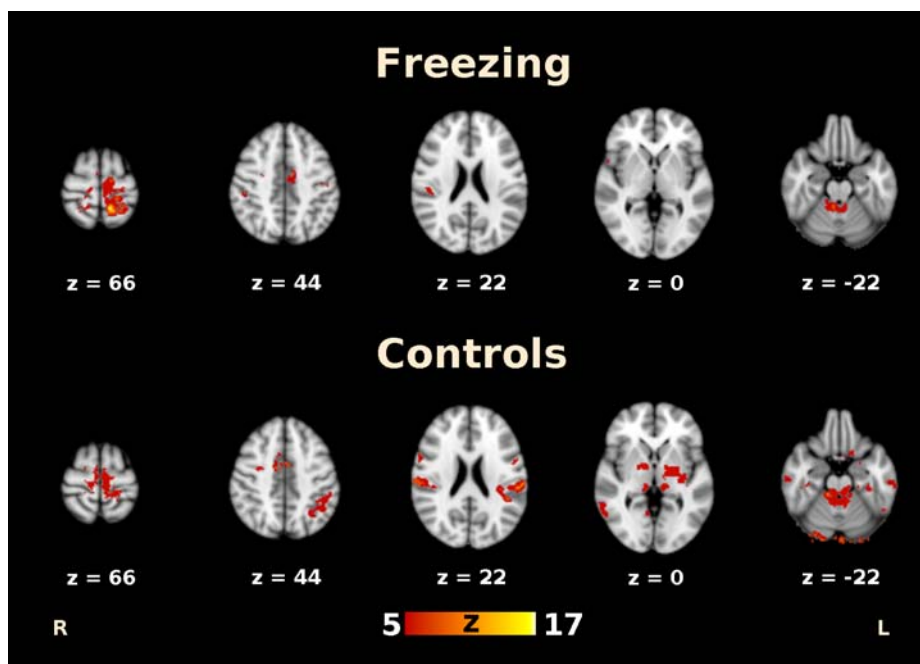 Freezing
z = 66 z = 44 z = 22 z = 0 z = -22
Controls
z = 66 z = 44 z = 22 z = 0 z = -22
R 5 z 17 L